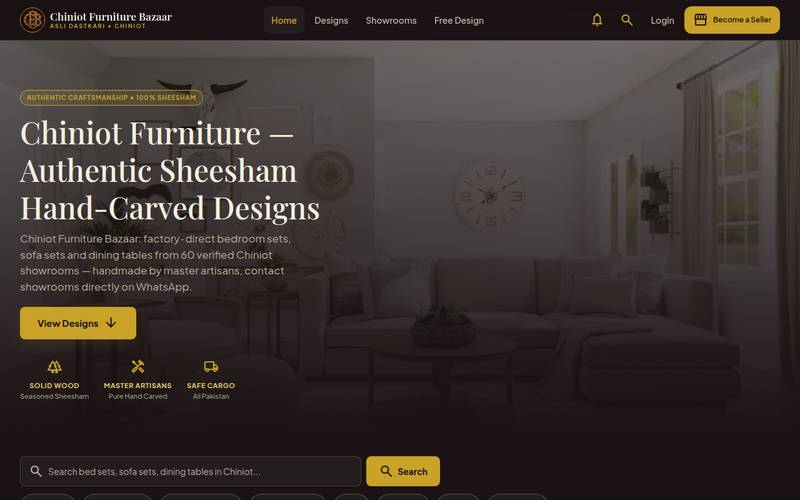 Chiniot Furniture Bazaar
ASLI DASTKARI • CHINIOT
Home
Designs
Showrooms
Free Design
Login
Become a Seller
AUTHENTIC CRAFTSMANSHIP • 100% SHEESHAM
Chiniot Furniture —
Authentic Sheesham
Hand-Carved Designs
Chiniot Furniture Bazaar: factory-direct bedroom sets,
sofa sets and dining tables from 60 verified Chiniot
showrooms — handmade by master artisans, contact
showrooms directly on WhatsApp.
View Designs
SOLID WOOD
Seasoned Sheesham
MASTER ARTISANS
Pure Hand Carved
SAFE CARGO
All Pakistan
Search bed sets, sofa sets, dining tables in Chiniot...
Search